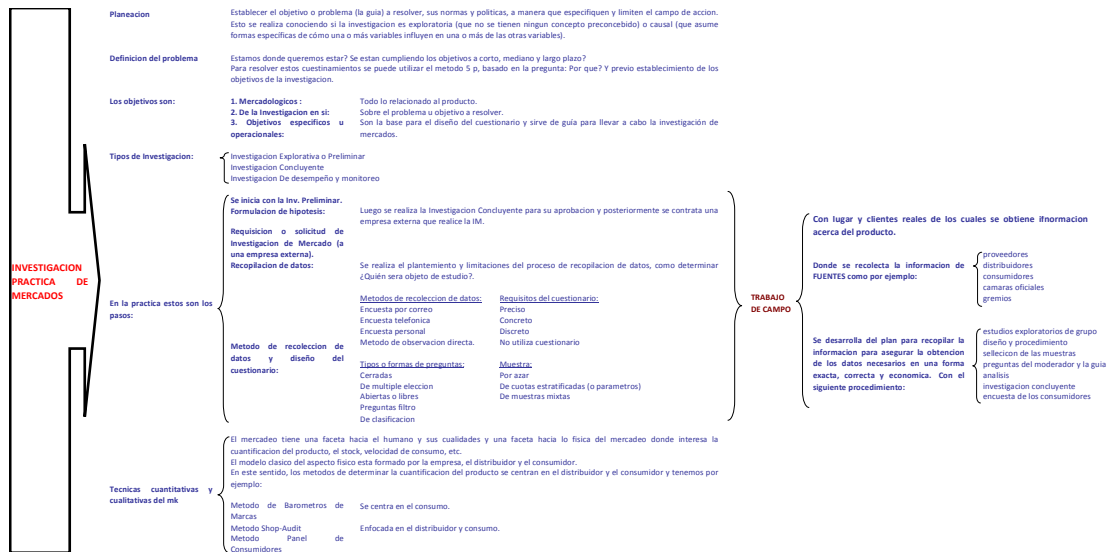 INVESTIGACION
PRACTICA DE
MERCADOS
Planeacion
Establecer el objetivo o problema (la guia) a resolver, sus normas y politicas, a manera que especifiquen y limiten el campo de accion.
Esto se realiza conociendo si la investigacion es exploratoria (que no se tienen ningun concepto preconcebido) o causal (que asume
formas específicas de cómo una o más variables influyen en una o más de las otras variables).
Definicion del problema
Estamos donde queremos estar? Se estan cumpliendo los objetivos a corto, mediano y largo plazo?
Para resolver estos cuestinamientos se puede utilizar el metodo 5 p, basado en la pregunta: Por que? Y previo establecimiento de los
objetivos de la investigacion.
Los objetivos son:
1. Mercadologicos :
Todo lo relacionado al producto.
2. De la Investigacion en si:
Sobre el problema u objetivo a resolver.
3. Objetivos especificos u
operacionales:
Son la base para el diseño del cuestionario y sirve de guía para llevar a cabo la investigación de
mercados.
Tipos de Investigacion:
Investigacion Explorativa o Preliminar
Investigacion Concluyente
Investigacion De desempeño y monitoreo
En la practica estos son los
pasos:
Se inicia con la Inv. Preliminar.
Formulacion de hipotesis:
Luego se realiza la Investigacion Concluyente para su aprobacion y posteriormente se contrata una
empresa externa que realice la IM.
Requisicion o solicitud de
Investigacion de Mercado (a
una empresa externa).
Recopilacion de datos:
Se realiza el plantemiento y limitaciones del proceso de recopilacion de datos, como determinar
¿Quién sera objeto de estudio?.
Metodo de recoleccion de
datos y diseño del
cuestionario:
Metodos de recoleccion de datos:
Encuesta por correo
Encuesta telefonica
Encuesta personal
Metodo de observacion directa.
Requisitos del cuestionario:
Preciso
Concreto
Discreto
No utiliza cuestionario
Tipos o formas de preguntas:
Cerradas
De multiple eleccion
Abiertas o libres
Preguntas filtro
De clasificacion
Muestra:
Por azar
De cuotas estratificadas (o parametros)
De muestras mixtas
TRABAJO
DE CAMPO
Con lugar y clientes reales de los cuales se obtiene ifnormacion
acerca del producto.
Donde se recolecta la informacion de
FUENTES como por ejemplo:
proveedores
distribuidores
consumidores
camaras oficiales
gremios
Se desarrolla del plan para recopilar la
informacion para asegurar la obtencion
de los datos necesarios en una forma
exacta, correcta y economica. Con el
siguiente procedimiento:
estudios exploratorios de grupo
diseño y procedimiento
sellecicon de las muestras
preguntas del moderador y la guia
analisis
investigacion concluyente
encuesta de los consumidores
Tecnicas cuantitativas y
cualitativas del mk
El mercadeo tiene una faceta hacia el humano y sus cualidades y una faceta hacia lo fisica del mercadeo donde interesa la
cuantificacion del producto, el stock, velocidad de consumo, etc.
El modelo clasico del aspecto fisico esta formado por la empresa, el distribuidor y el consumidor.
En este sentido, los metodos de determinar la cuantificacion del producto se centran en el distribuidor y el consumidor y tenemos por
ejemplo:
Metodo de Barometros de
Marcas
Se centra en el consumo.
Metodo Shop-Audit
Enfocada en el distribuidor y consumo.
Metodo Panel de
Consumidores